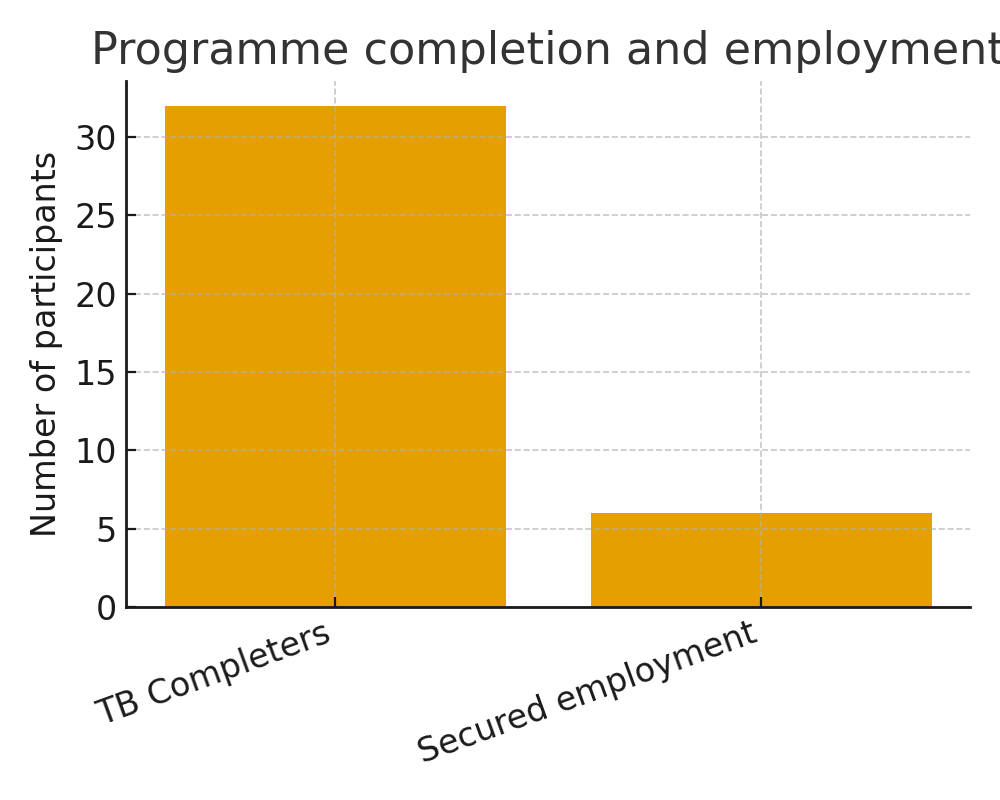 Programme completion and employment
Number of participants
30
25
20
15
10
5
0
TB Completers
Secured employment